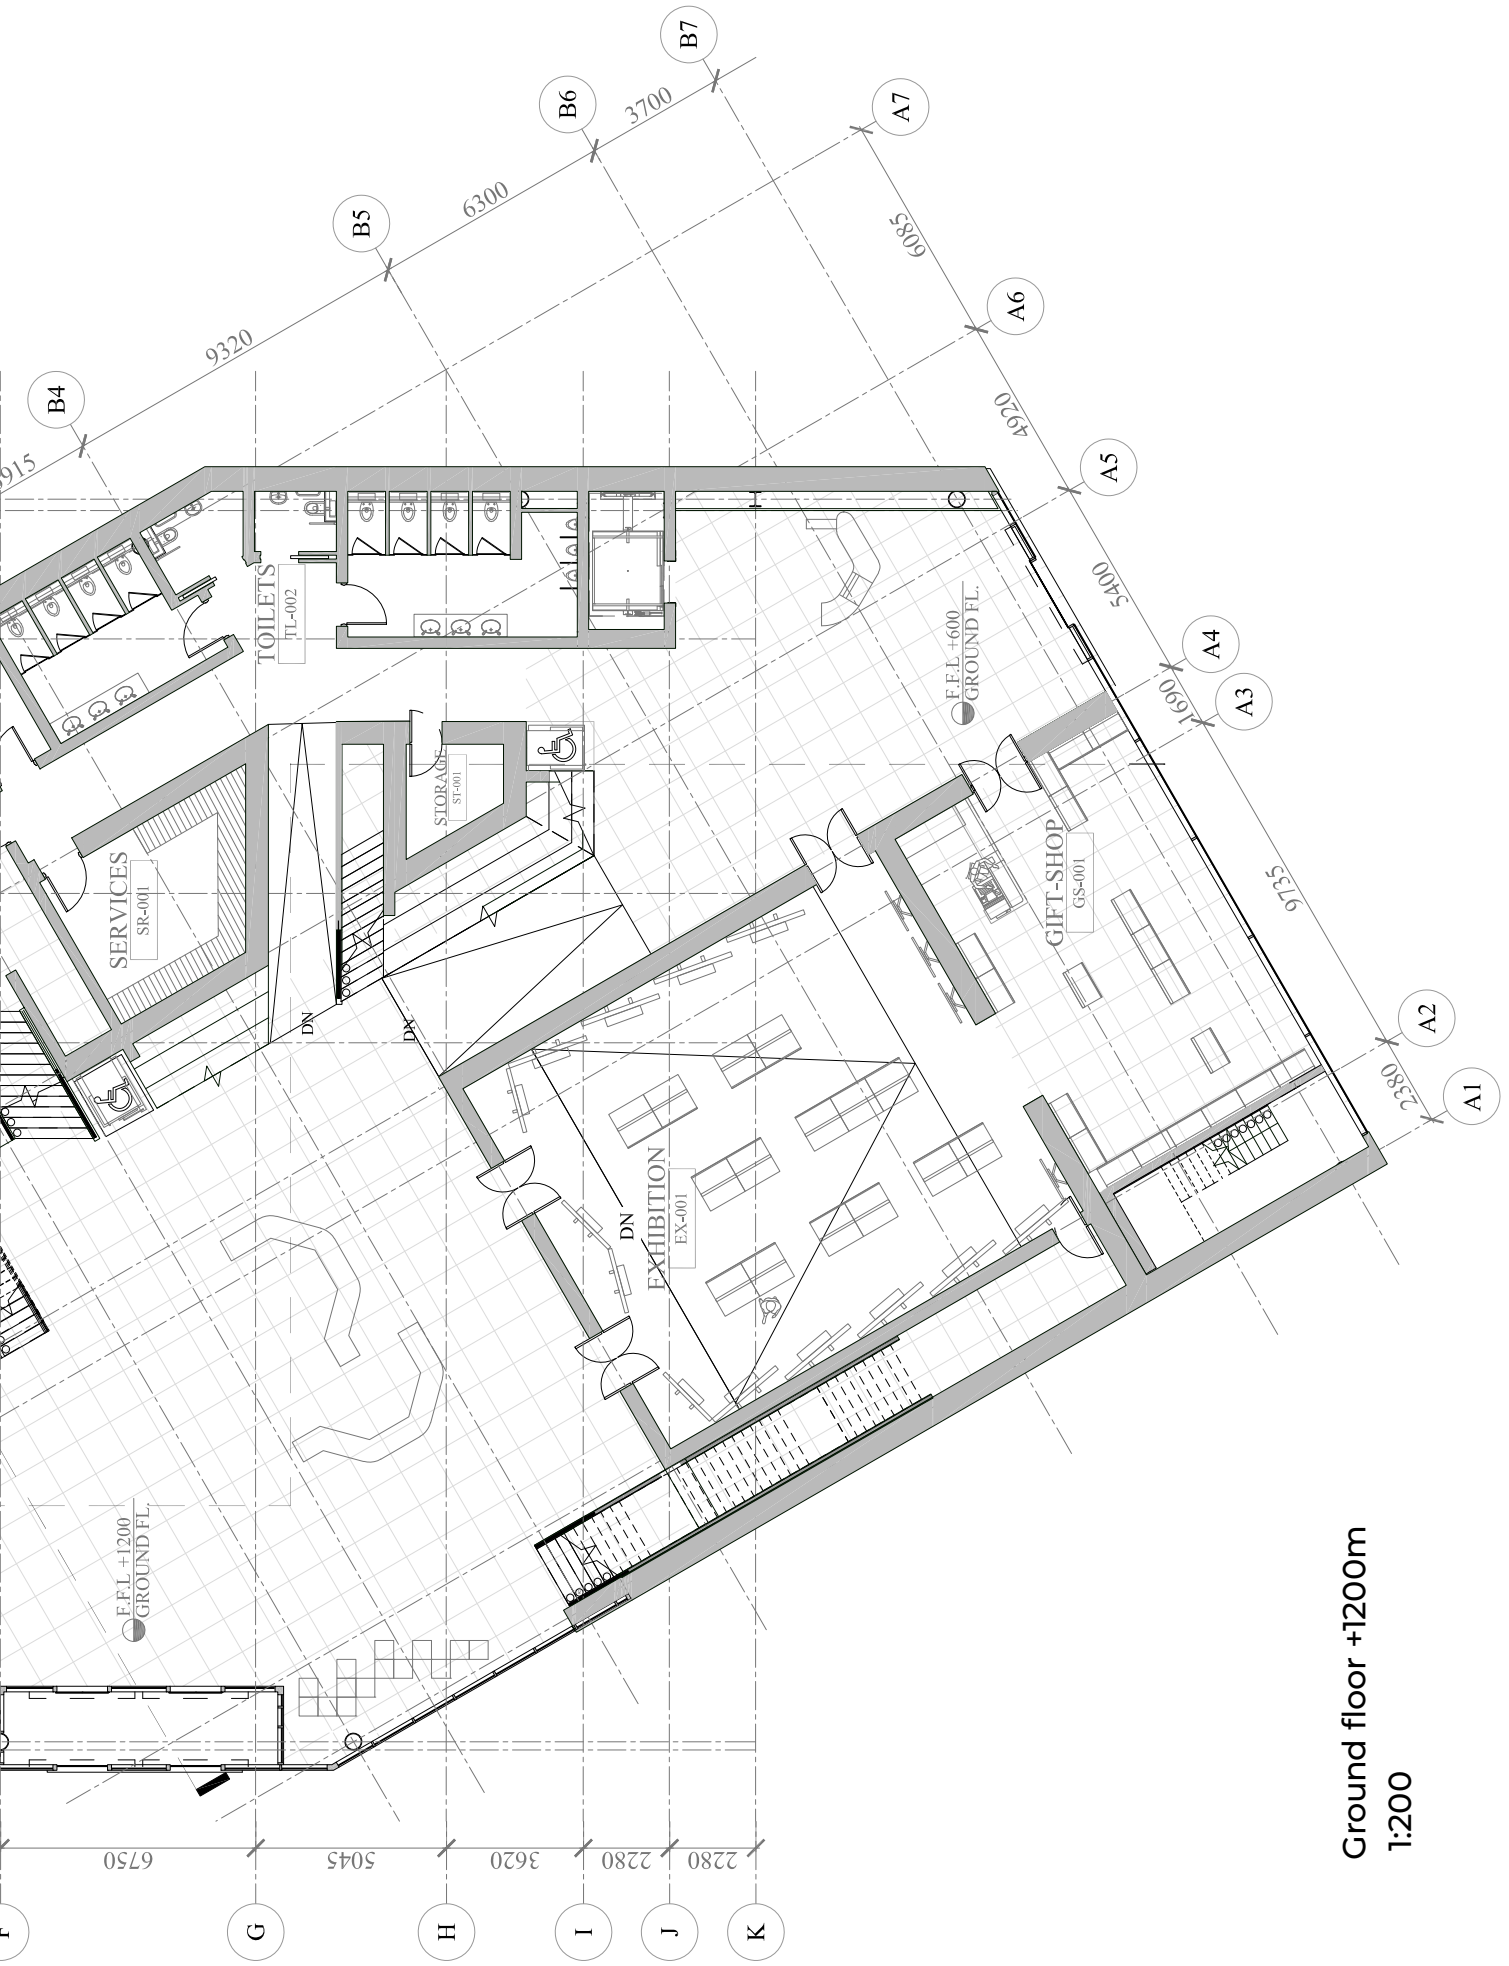 B7
B6
3700
A7
B5
6300
6085
A6
9320
B4
4920
A5
915
5400
A4
1690
A3
9735
A2
2380
A1
TOILETS
TL-002
F.F.L +600
GROUND FL.
STORAGE
ST-001
SERVICES
SR-001
GIFT-SHOP
GS-001
DN
DN
EXHIBITION
EX-001
DN
F.F.L +1200
GROUND FL.
6750
5045
3620
2280
2280
F
G
H
I
J
K
Ground floor +1200m
1:200